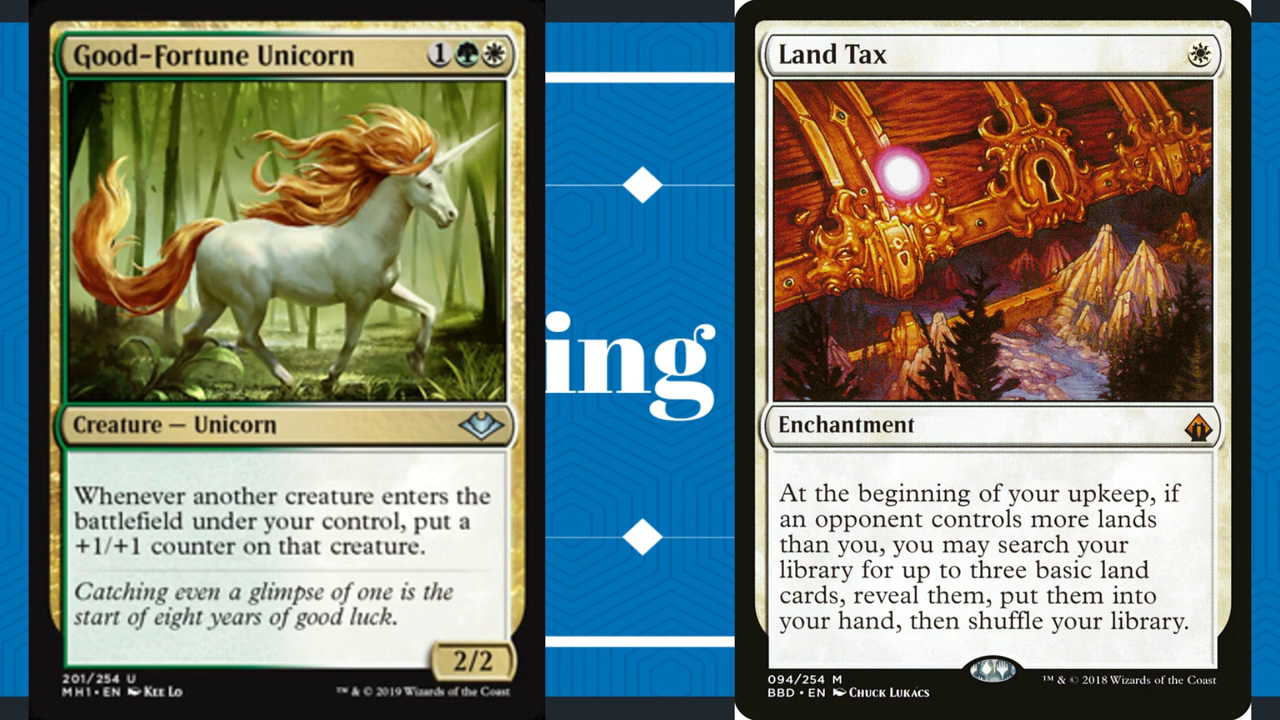 Good-Fortune Unicorn
1
Creature — Unicorn
Whenever another creature enters the
battlefield under your control, put a
+1/+1 counter on that creature.
Catching even a glimpse of one is the
start of eight years of good luck.
2/2
201/254 U
MH1 • EN Kee Lo
™ & © 2019 Wizards of the Coast
ing
Land Tax
Enchantment
At the beginning of your upkeep, if
an opponent controls more lands
than you, you may search your
library for up to three basic land
cards, reveal them, put them into
your hand, then shuffle your library.
094/254 M
BBD • EN Chuck Lukacs
™ & © 2018 Wizards of the Coast